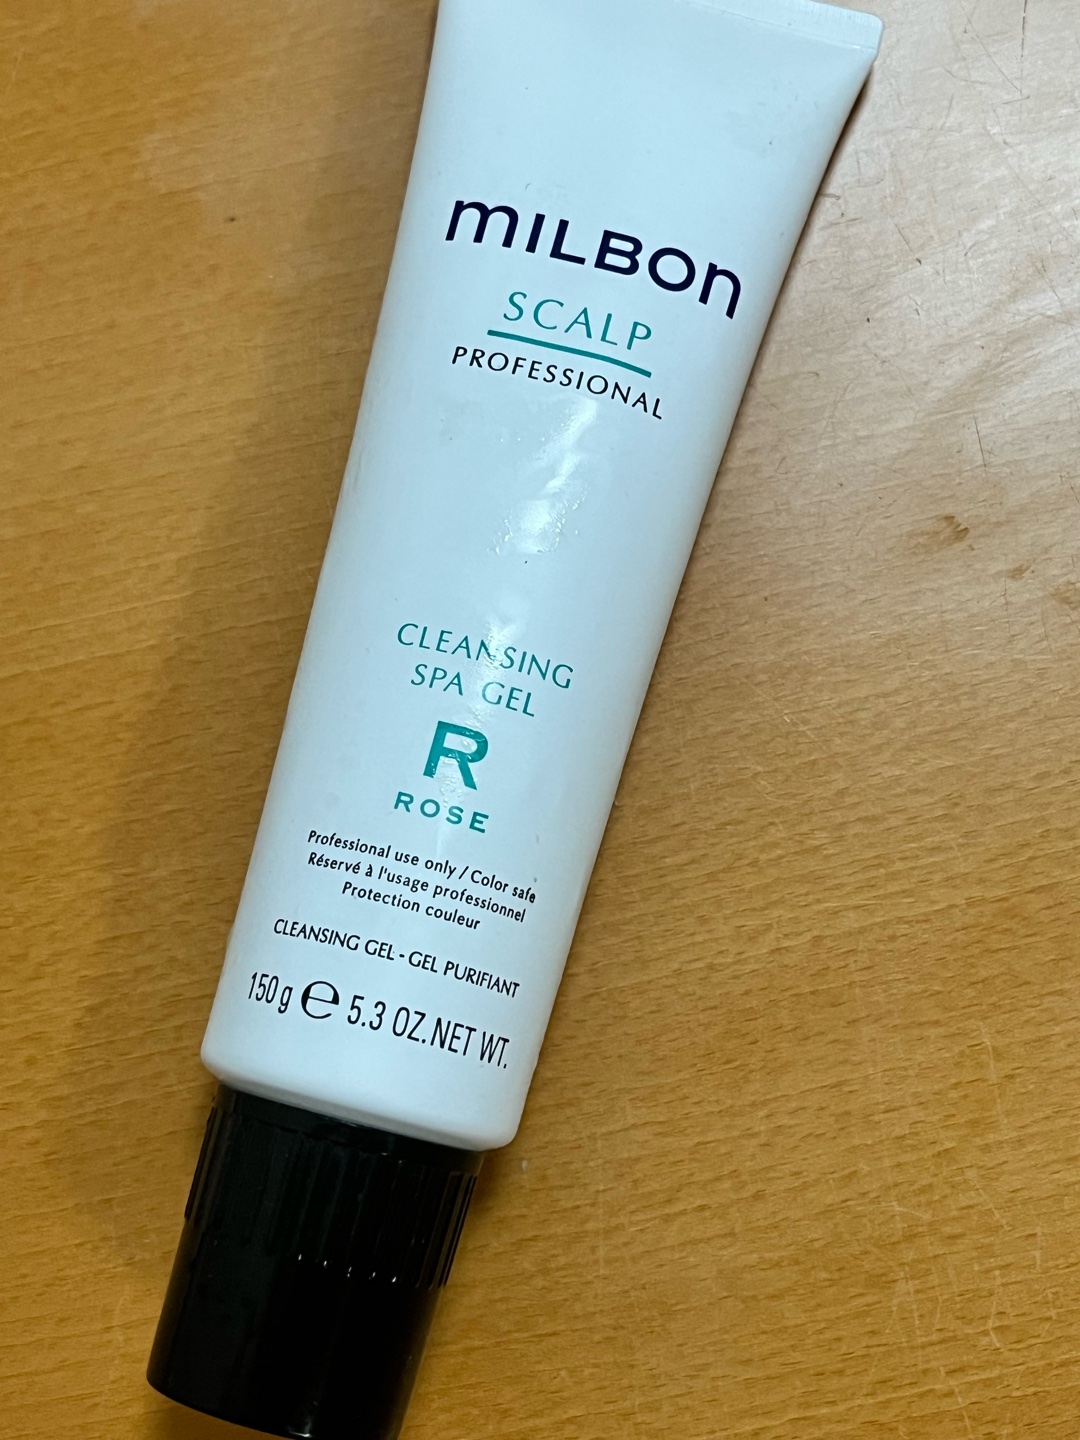 mILBOn
SCALP
PROFESSIONAL
CLEANSING
SPA GEL
R
ROSE
Professional use only / Color safe
Réservé à l'usage professionnel
Protection couleur
CLEANSING GEL - GEL PURIFIANT
150 g ℮ 5.3 OZ. NET WT.